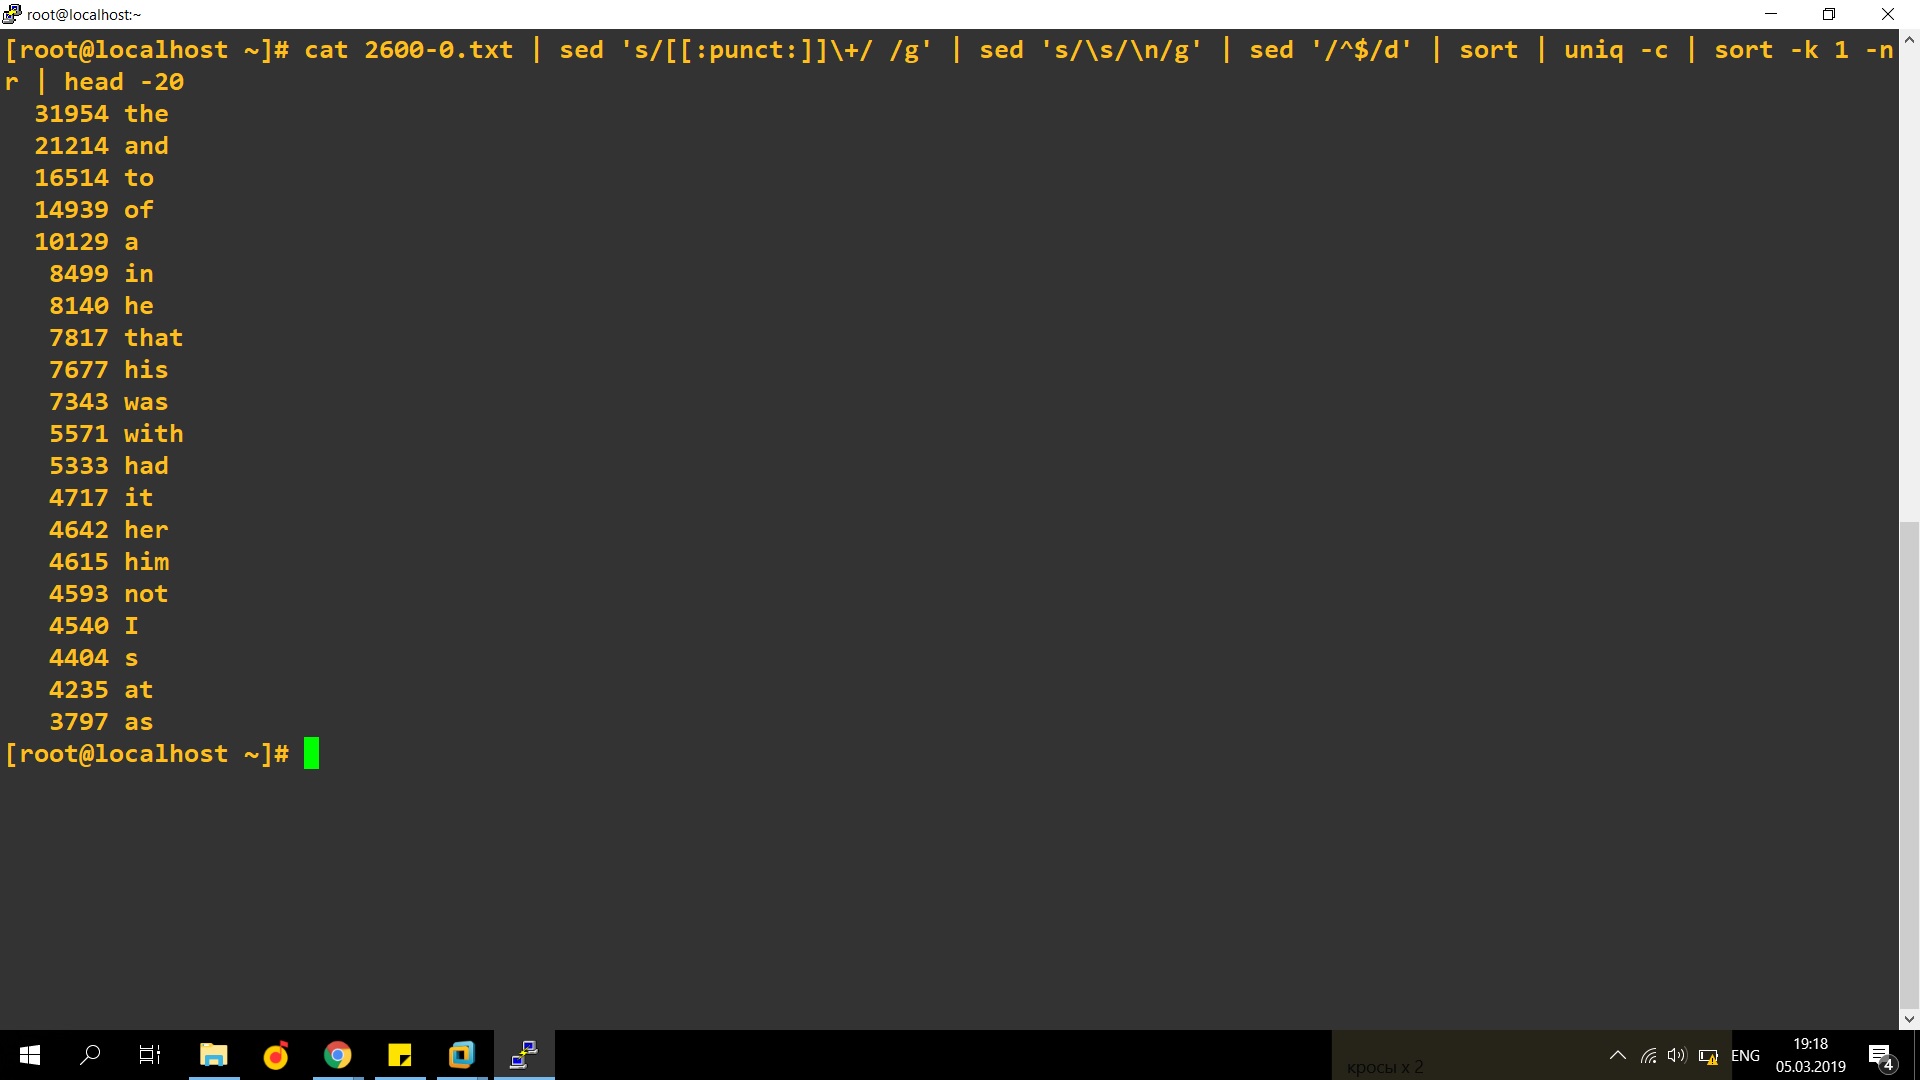 root@localhost:~
[root@localhost ~]# cat 2600-0.txt | sed 's/[[:punct:]]\+/ /g' | sed 's/\s/\n/g' | sed '/^$/d' | sort | uniq -c | sort -k 1 -n
r | head -20
31954 the
21214 and
16514 to
14939 of
10129 a
8499 in
8140 he
7817 that
7677 his
7343 was
5571 with
5333 had
4717 it
4642 her
4615 him
4593 not
4540 I
4404 s
4235 at
3797 as
[root@localhost ~]#
кросы x 2
ENG
19:18
05.03.2019
4